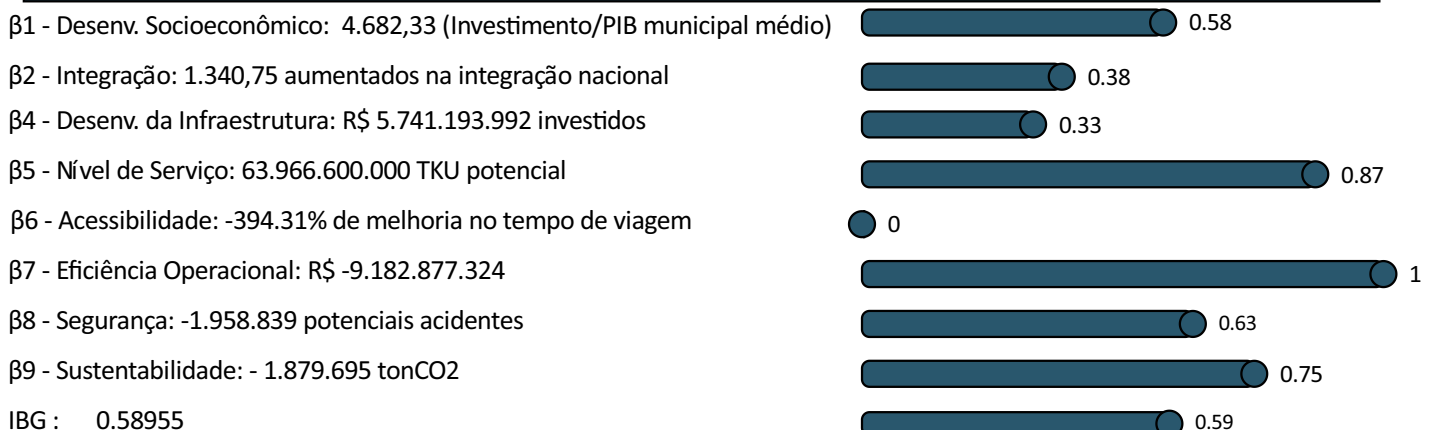 β1 - Desenv. Socioeconômico:  4.682,33 (Investimento/PIB municipal médio) 0.58
β2 - Integração: 1.340,75 aumentados na integração nacional 0.38
β4 - Desenv. da Infraestrutura: R$ 5.741.193.992 investidos 0.33
β5 - Nível de Serviço: 63.966.600.000 TKU potencial 0.87
β6 - Acessibilidade: -394.31% de melhoria no tempo de viagem 0
β7 - Eficiência Operacional: R$ -9.182.877.324 1
β8 - Segurança: -1.958.839 potenciais acidentes 0.63
β9 - Sustentabilidade: - 1.879.695 tonCO2 0.75
IBG :    0.58955 0.59